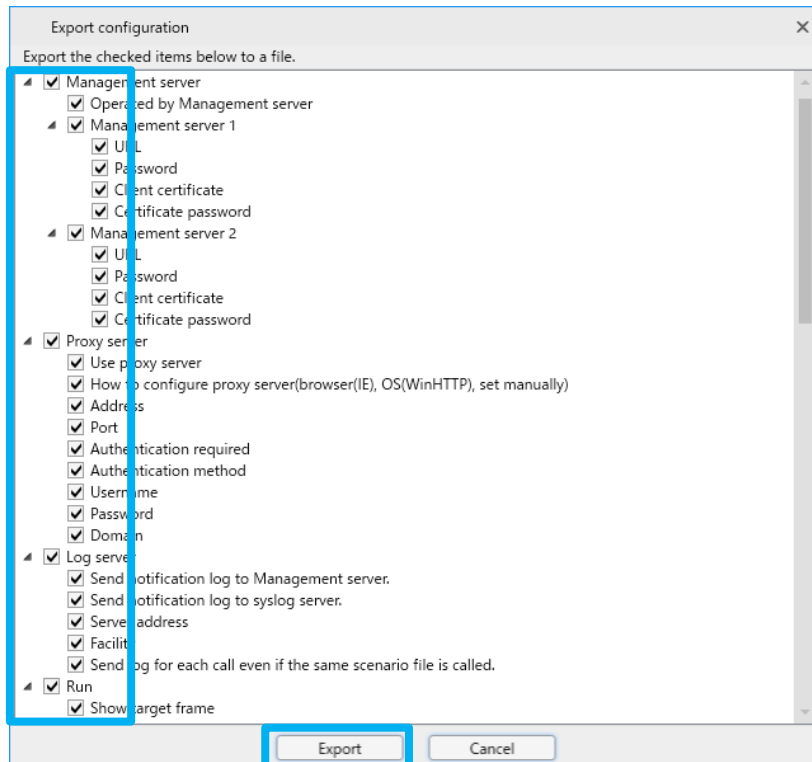 Export configuration
Export the checked items below to a file.
Management server
Operated by Management server
Management server 1
URL
Password
Client certificate
Certificate password
Management server 2
URL
Password
Client certificate
Certificate password
Proxy server
Use proxy server
How to configure proxy server(browser(IE), OS(WinHTTP), set manually)
Address
Port
Authentication required
Authentication method
Username
Password
Domain
Log server
Send notification log to Management server.
Send notification log to syslog server.
Server address
Facility
Send log for each call even if the same scenario file is called.
Run
Show target frame
Export Cancel